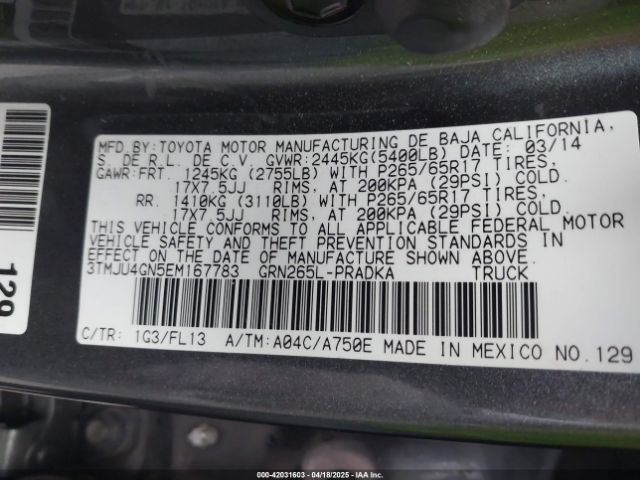 MFD.BY:TOYOTA MOTOR MANUFACTURING DE BAJA CALIFORNIA,
S. DE R.L. DE C.V. GVWR:2445KG(5400LB) DATE: 03/14
GAWR:FRT. 1245KG (2755LB) WITH P265/65R17 TIRES,
17X7.5JJ RIMS, AT 200KPA (29PSI) COLD.
RR. 1410KG (3110LB) WITH P265/65R17 TIRES,
17X7.5JJ RIMS, AT 200KPA (29PSI) COLD.
THIS VEHICLE CONFORMS TO ALL APPLICABLE FEDERAL MOTOR
VEHICLE SAFETY AND THEFT PREVENTION STANDARDS IN
EFFECT ON THE DATE OF MANUFACTURE SHOWN ABOVE.
3TMJU4GN5EM167783 GRN265L-PRADKA TRUCK
C/TR: 1G3/FL13 A/TM:A04C/A750E MADE IN MEXICO NO.129
129
000-42031603 - 04/18/2025 - IAA Inc.